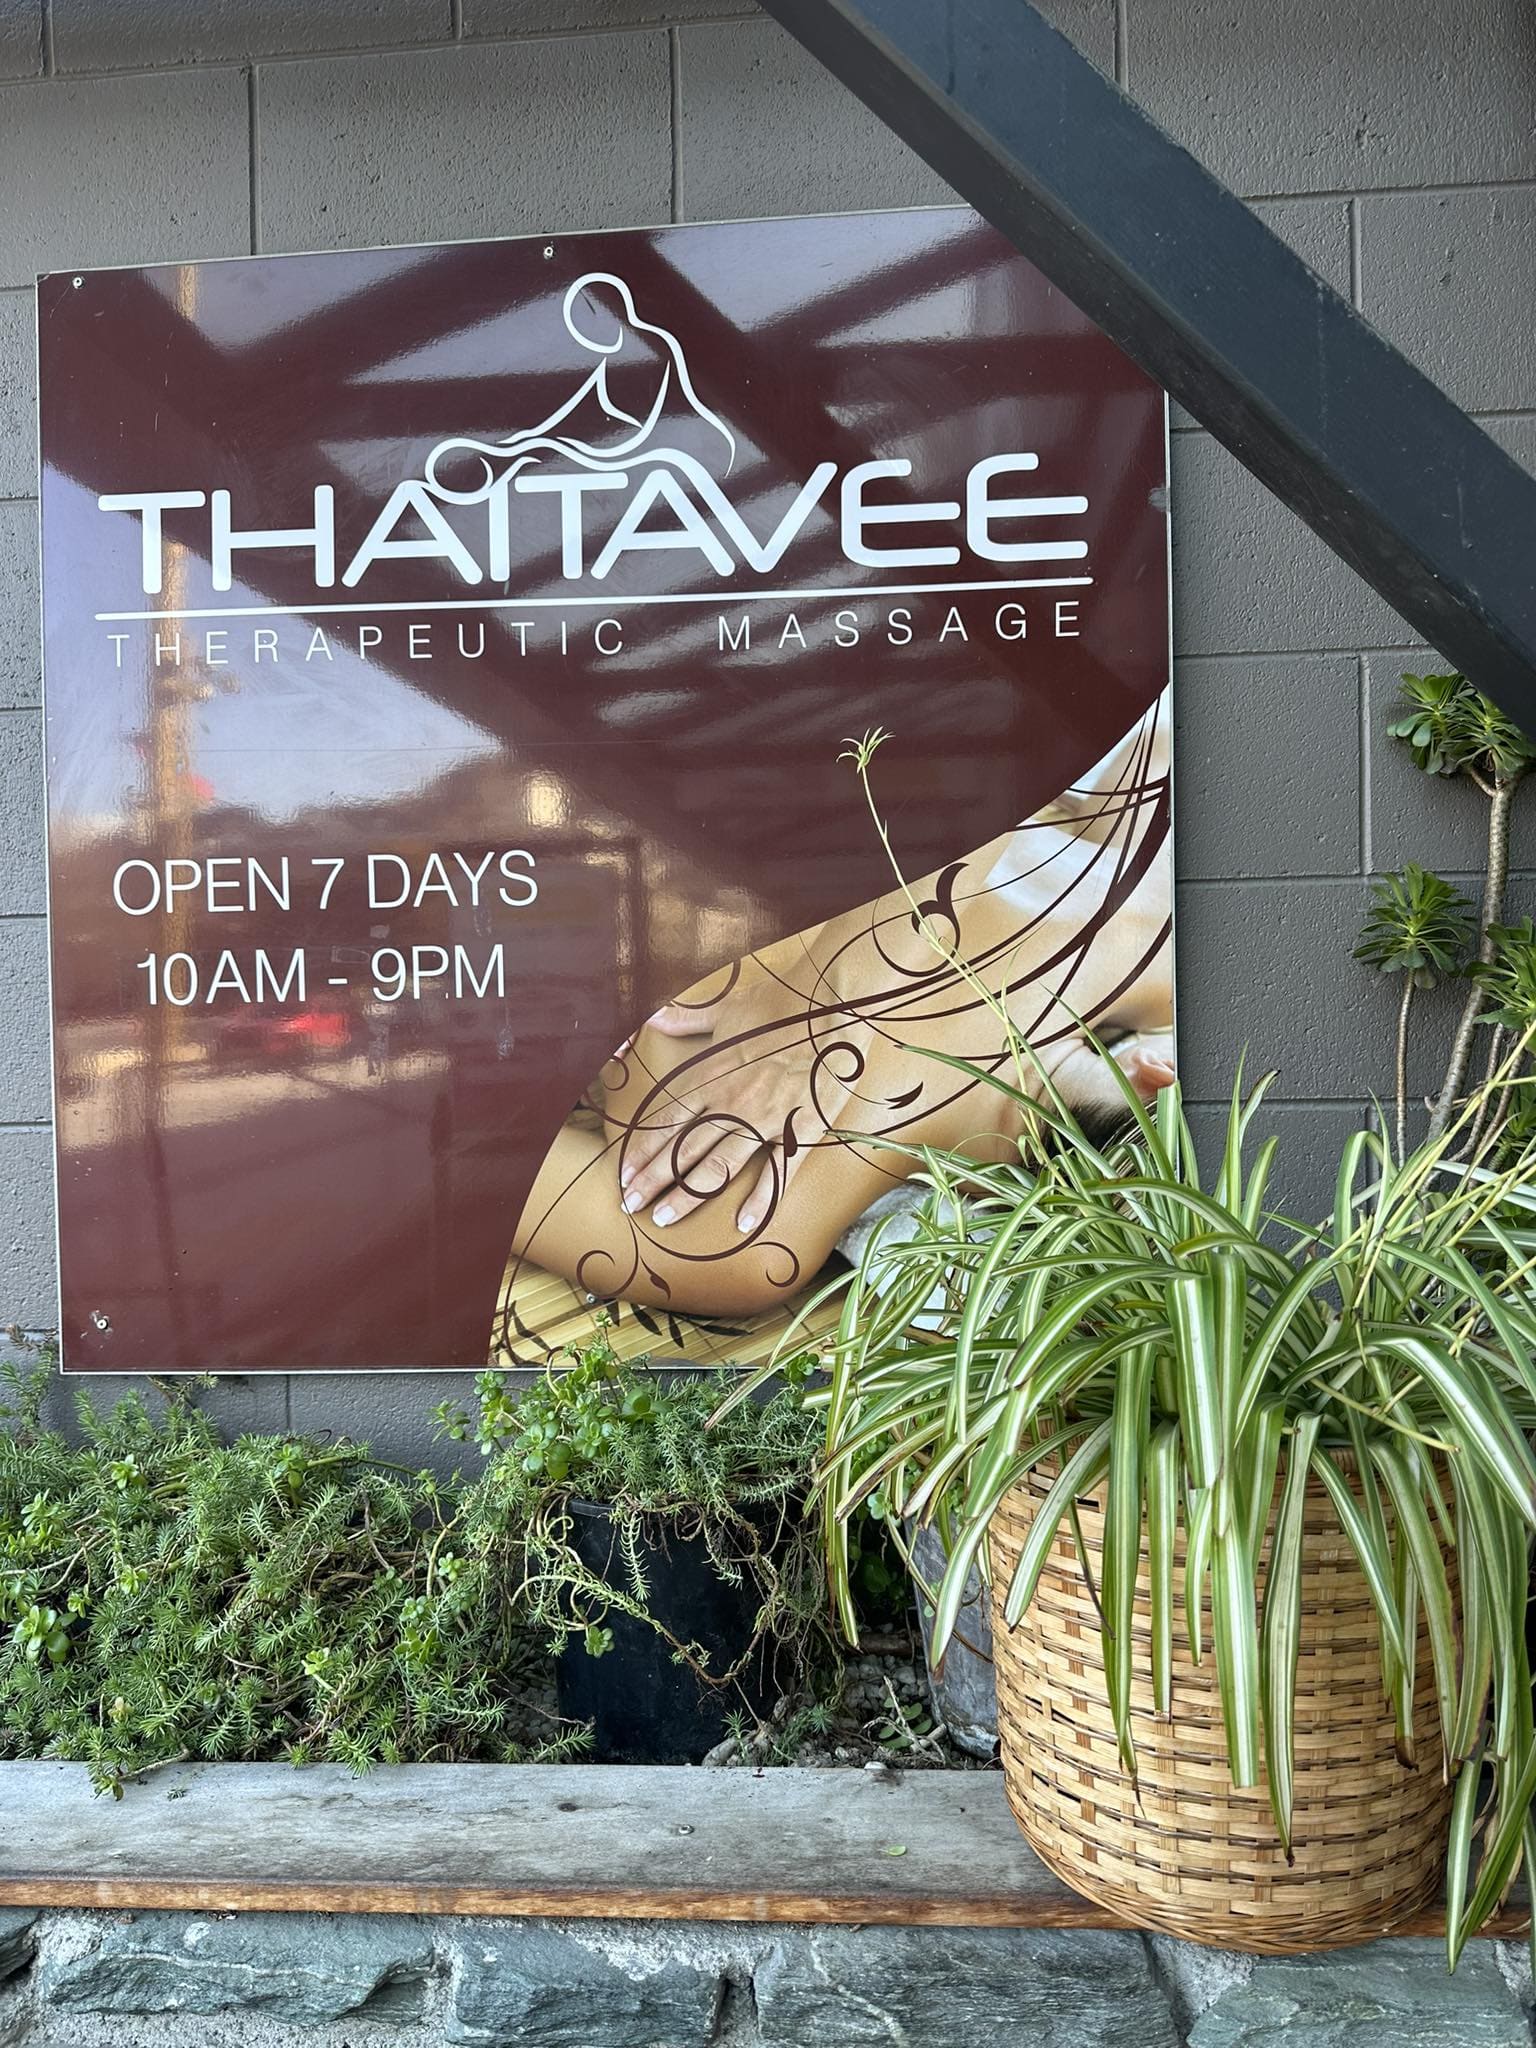 THAITAVEE
THERAPEUTIC MASSAGE
OPEN 7 DAYS
10AM - 9PM